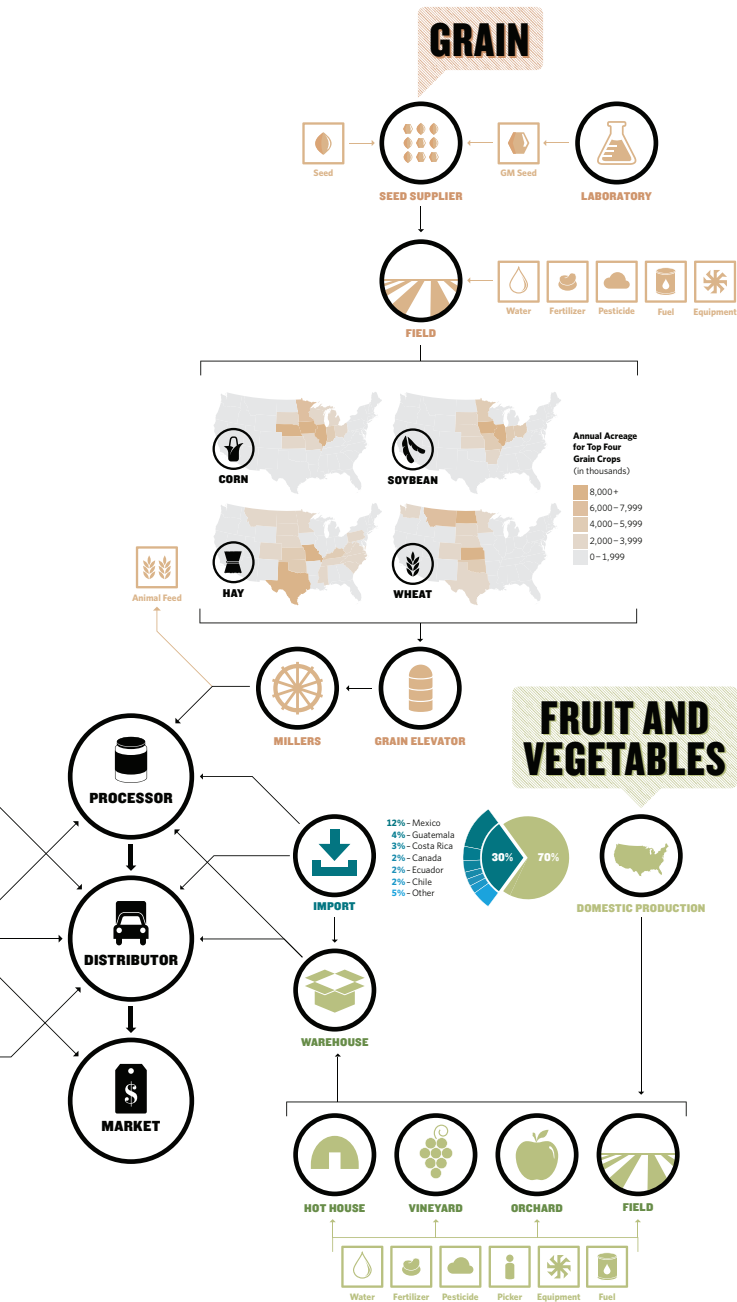 GRAIN
Seed
SEED SUPPLIER
GM Seed
LABORATORY
FIELD
Water
Fertilizer
Pesticide
Fuel
Equipment
CORN
SOYBEAN
HAY
WHEAT
Annual Acreage
for Top Four
Grain Crops
(in thousands)
8,000+
6,000–7,999
4,000–5,999
2,000–3,999
0–1,999
Animal Feed
MILLERS
GRAIN ELEVATOR
FRUIT AND
VEGETABLES
PROCESSOR
DISTRIBUTOR
$
MARKET
IMPORT
12%–Mexico
4%–Guatemala
3%–Costa Rica
2%–Canada
2%–Ecuador
2%–Chile
5%–Other
30%
70%
DOMESTIC PRODUCTION
WAREHOUSE
HOT HOUSE
VINEYARD
ORCHARD
FIELD
Water
Fertilizer
Pesticide
Picker
Equipment
Fuel